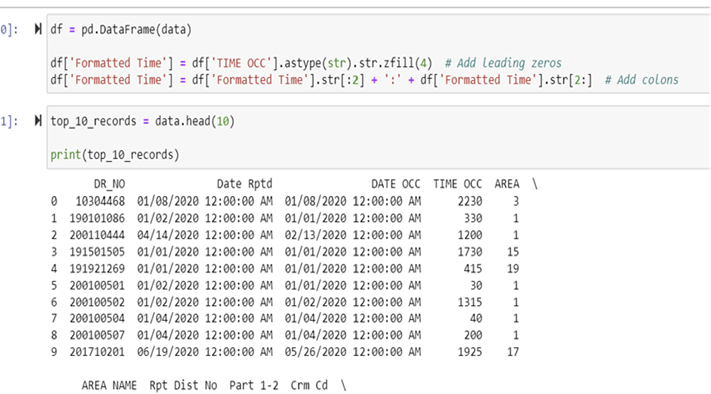 0]: df = pd.DataFrame(data)
df['Formatted Time'] = df['TIME OCC'].astype(str).str.zfill(4)  # Add leading zeros
df['Formatted Time'] = df['Formatted Time'].str[:2] + ':' + df['Formatted Time'].str[2:]  # Add colons
1]: top_10_records = data.head(10)
print(top_10_records)
DR_NO Date Rptd DATE OCC TIME OCC AREA \
0 10304468 01/08/2020 12:00:00 AM 01/08/2020 12:00:00 AM 2230 3
1 190101086 01/02/2020 12:00:00 AM 01/01/2020 12:00:00 AM 330 1
2 200110444 04/14/2020 12:00:00 AM 02/13/2020 12:00:00 AM 1200 1
3 191501505 01/01/2020 12:00:00 AM 01/01/2020 12:00:00 AM 1730 15
4 191921269 01/01/2020 12:00:00 AM 01/01/2020 12:00:00 AM 415 19
5 200100501 01/02/2020 12:00:00 AM 01/01/2020 12:00:00 AM 30 1
6 200100502 01/02/2020 12:00:00 AM 01/02/2020 12:00:00 AM 1315 1
7 200100504 01/04/2020 12:00:00 AM 01/04/2020 12:00:00 AM 40 1
8 200100507 01/04/2020 12:00:00 AM 01/04/2020 12:00:00 AM 200 1
9 201710201 06/19/2020 12:00:00 AM 05/26/2020 12:00:00 AM 1925 17
AREA NAME Rpt Dist No Part 1-2 Crm Cd \